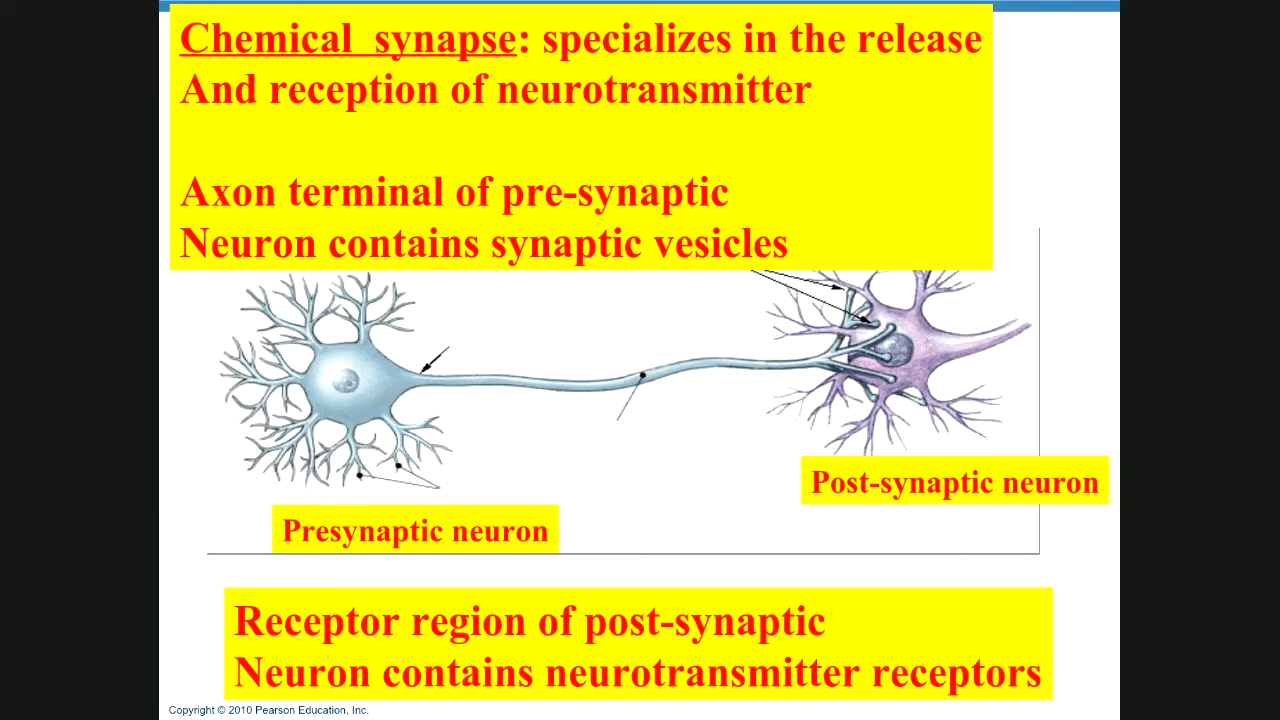 Chemical  synapse: specializes in the release
And reception of neurotransmitter
Axon terminal of pre-synaptic
Neuron contains synaptic vesicles
Post-synaptic neuron
Presynaptic neuron
Receptor region of post-synaptic
Neuron contains neurotransmitter receptors
Copyright © 2010 Pearson Education, Inc.